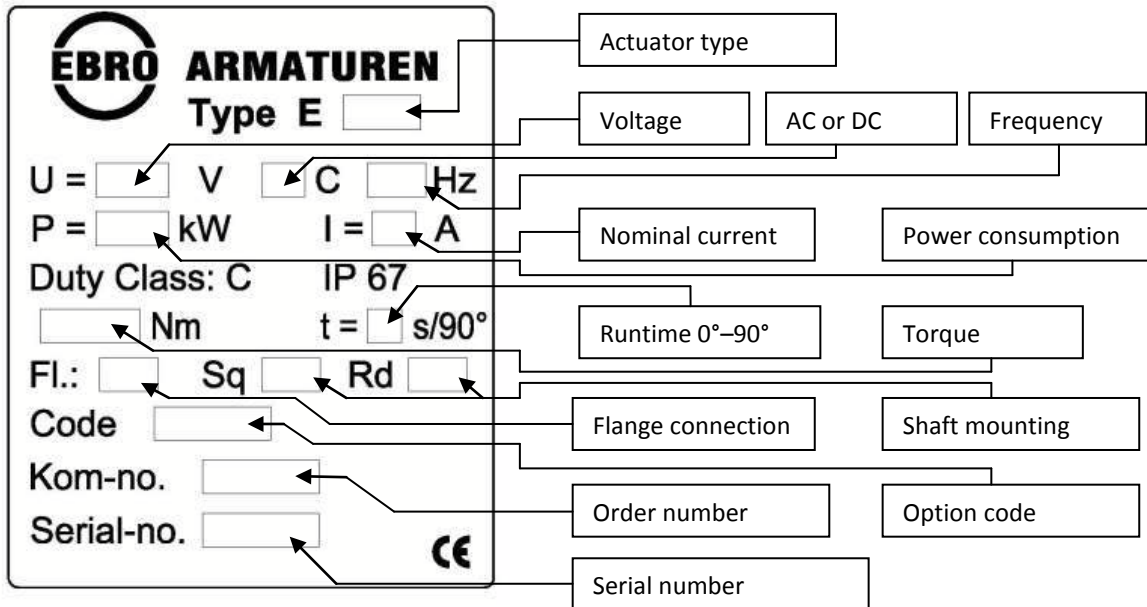 EBRO ARMATUREN
Type E
Actuator type
Voltage
AC or DC
Frequency
U = V C Hz
P = kW I = A
Nominal current
Power consumption
Duty Class: C IP 67
Nm t = s/90°
Runtime 0°–90°
Torque
Fl.: Sq Rd
Code
Flange connection
Shaft mounting
Kom-no.
Order number
Option code
Serial-no.
CE
Serial number